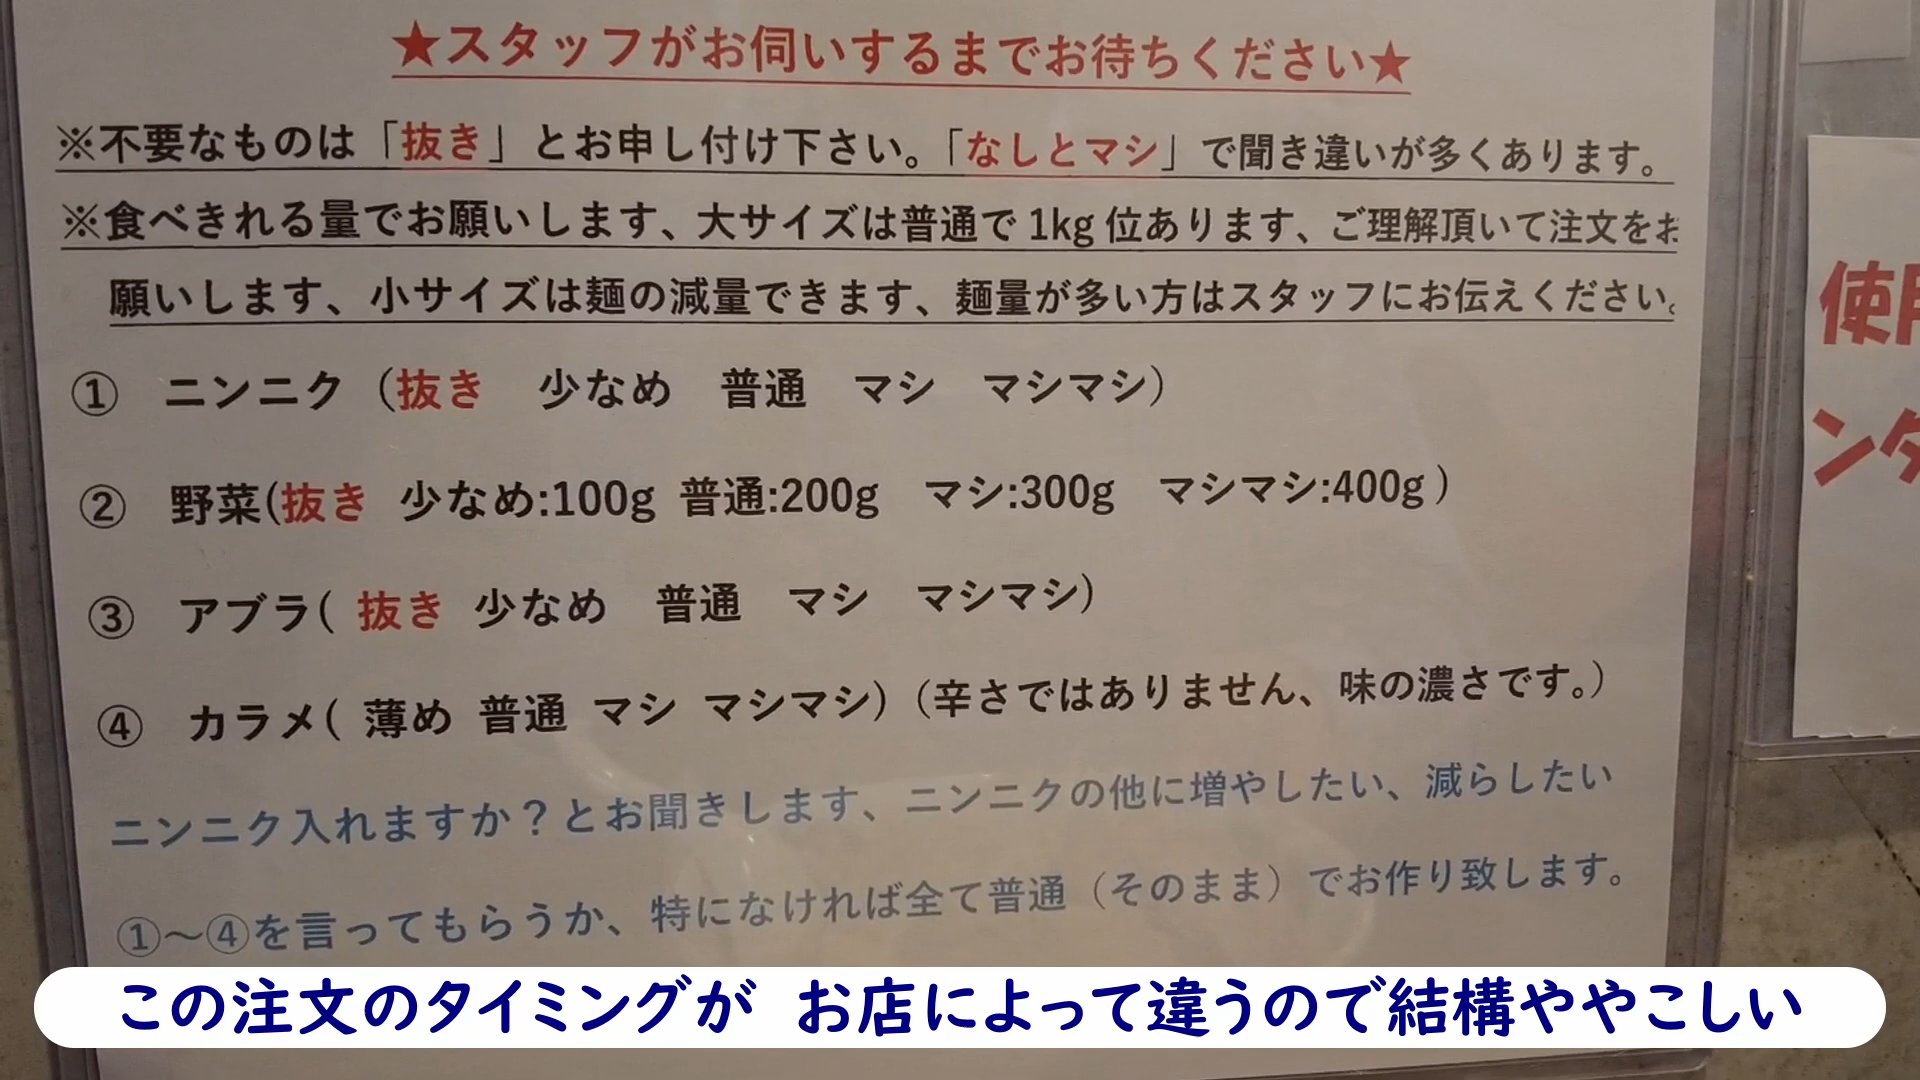 ★スタッフがお伺いするまでお待ちください★
※不要なものは「抜き」とお申し付け下さい。「なしとマシ」で聞き違いが多くあります。
※食べきれる量でお願いします、大サイズは普通で1kg位あります、ご理解頂いて注文をお
願いします、小サイズは麺の減量できます、麺量が多い方はスタッフにお伝えください。
① ニンニク（抜き 少なめ 普通 マシ マシマシ）
② 野菜(抜き 少なめ:100g 普通:200g マシ:300g マシマシ:400g )
③ アブラ( 抜き 少なめ 普通 マシ マシマシ)
④ カラメ( 薄め 普通 マシ マシマシ)（辛さではありません、味の濃さです。）
ニンニク入れますか？とお聞きします、ニンニクの他に増やしたい、減らしたい
①～④を言ってもらうか、特になければ全て普通（そのまま）でお作り致します。
使
ン
この注文のタイミングが お店によって違うので結構ややこしい